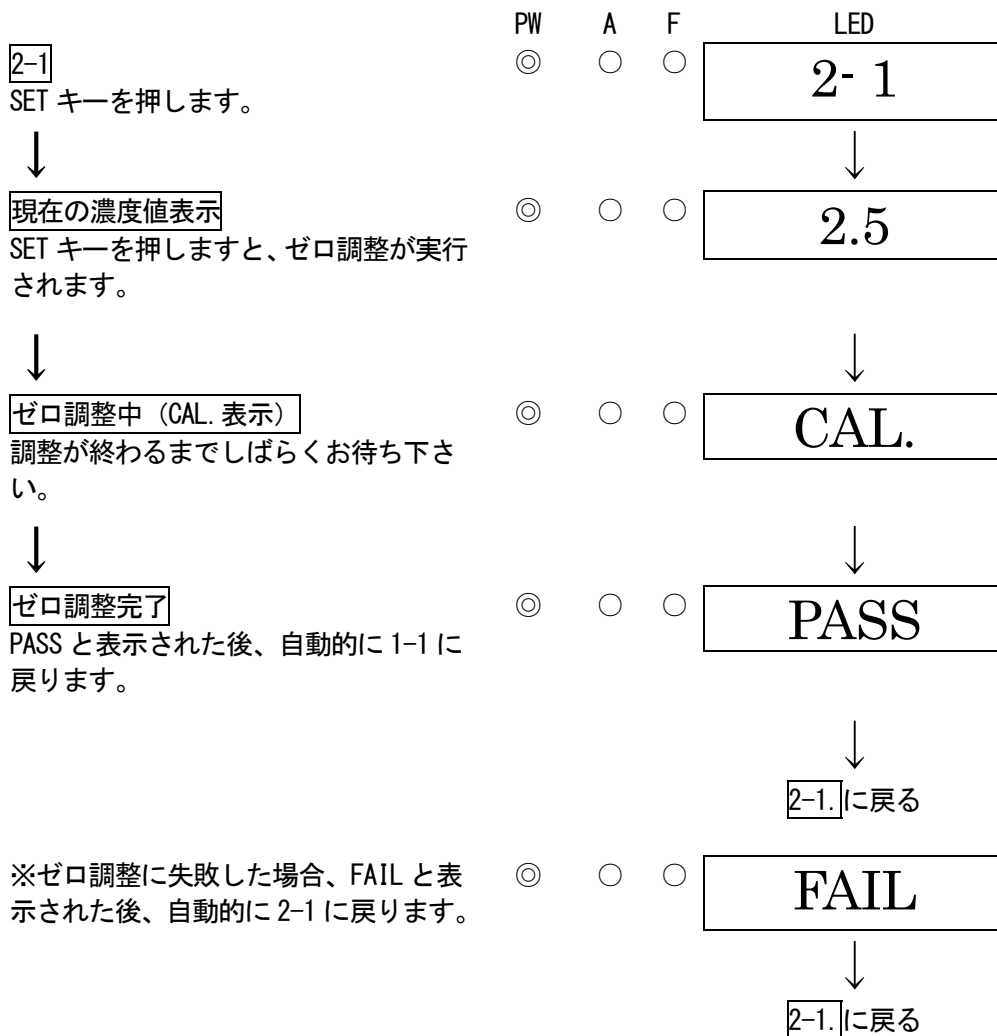 PW A F LED
2-1 ◎ ○ ○ 2- 1
SET キーを押します。
↓ ↓
現在の濃度値表示 ◎ ○ ○ 2.5
SET キーを押しますと、ゼロ調整が実行
されます。
↓ ↓
ゼロ調整中（CAL.表示） ◎ ○ ○ CAL.
調整が終わるまでしばらくお待ち下さ
い。
↓ ↓
ゼロ調整完了 ◎ ○ ○ PASS
PASS と表示された後、自動的に 1-1 に
戻ります。
↓
2-1.に戻る
※ゼロ調整に失敗した場合、FAIL と表 ◎ ○ ○ FAIL
示された後、自動的に 2-1 に戻ります。
↓
2-1.に戻る